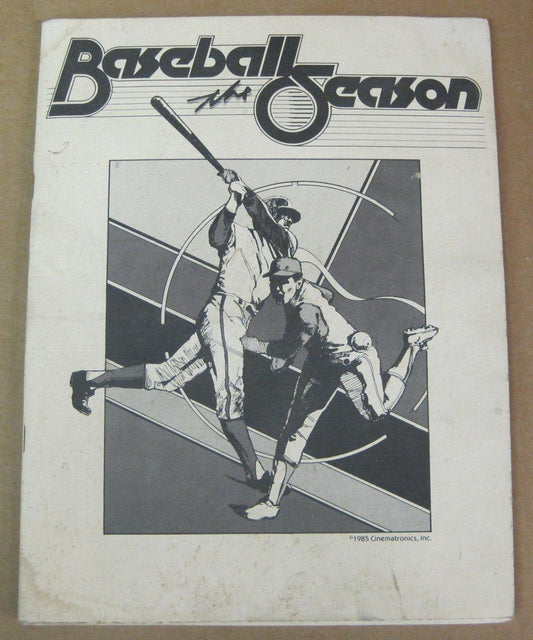 Baseball
the Season
©1985 Cinematronics, Inc.